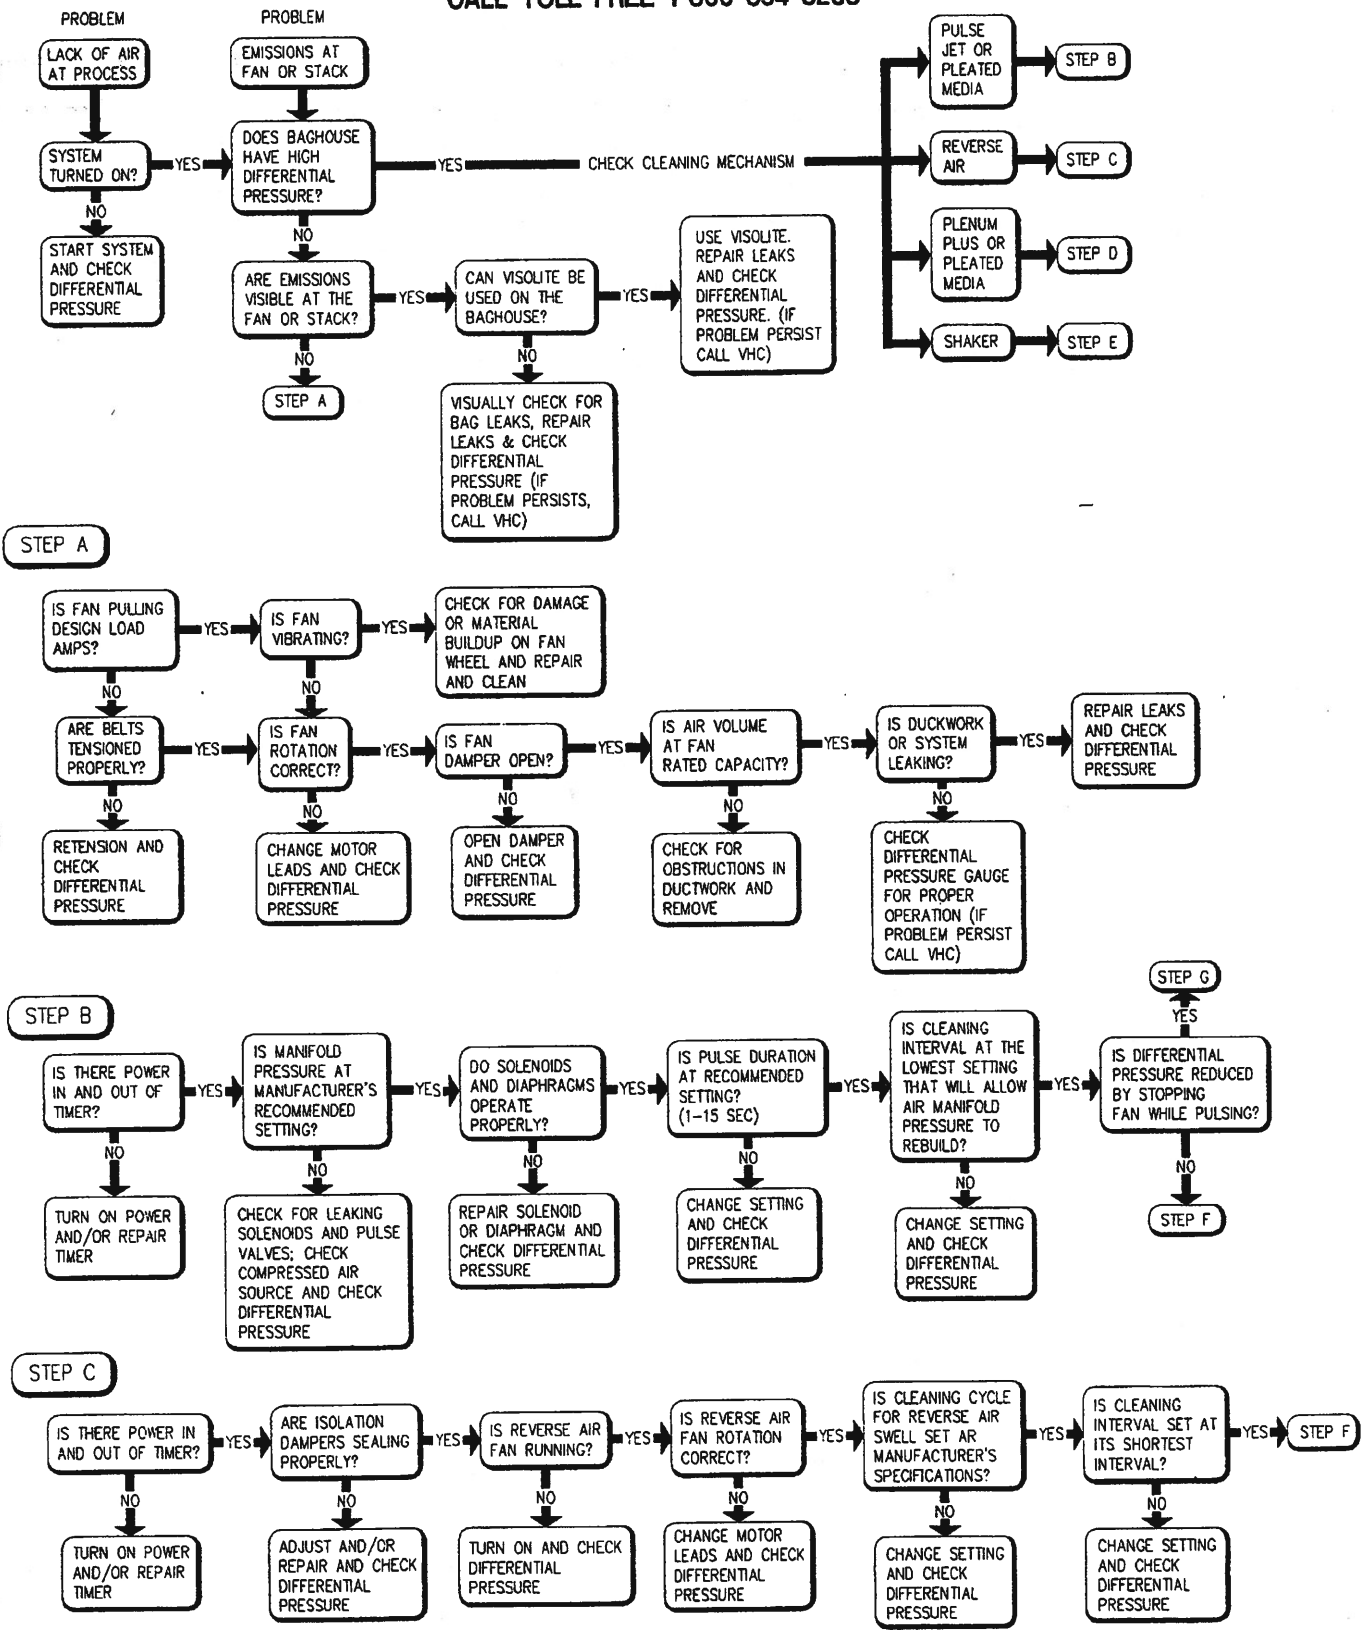 PROBLEM
LACK OF AIR
AT PROCESS
SYSTEM
TURNED ON?
YES
NO
START SYSTEM
AND CHECK
DIFFERENTIAL
PRESSURE
PROBLEM
EMISSIONS AT
FAN OR STACK
DOES BAGHOUSE
HAVE HIGH
DIFFERENTIAL
PRESSURE?
YES
CHECK CLEANING MECHANISM
PULSE
JET OR
PLEATED
MEDIA
STEP B
REVERSE
AIR
STEP C
PLENUM
PLUS OR
PLEATED
MEDIA
STEP D
SHAKER
STEP E
NO
ARE EMISSIONS
VISIBLE AT THE
FAN OR STACK?
YES
CAN VISOLITE BE
USED ON THE
BAGHOUSE?
YES
USE VISOLITE.
REPAIR LEAKS
AND CHECK
DIFFERENTIAL
PRESSURE. (IF
PROBLEM PERSIST
CALL VHC)
NO
STEP A
NO
VISUALLY CHECK FOR
BAG LEAKS, REPAIR
LEAKS & CHECK
DIFFERENTIAL
PRESSURE (IF
PROBLEM PERSISTS,
CALL VHC)
STEP A
IS FAN PULLING
DESIGN LOAD
AMPS?
YES
IS FAN
VIBRATING?
YES
CHECK FOR DAMAGE
OR MATERIAL
BUILDUP ON FAN
WHEEL AND REPAIR
AND CLEAN
NO
NO
ARE BELTS
TENSIONED
PROPERLY?
YES
IS FAN
ROTATION
CORRECT?
YES
IS FAN
DAMPER OPEN?
YES
IS AIR VOLUME
AT FAN
RATED CAPACITY?
YES
IS DUCKWORK
OR SYSTEM
LEAKING?
YES
REPAIR LEAKS
AND CHECK
DIFFERENTIAL
PRESSURE
NO
RETENSION AND
CHECK
DIFFERENTIAL
PRESSURE
NO
CHANGE MOTOR
LEADS AND CHECK
DIFFERENTIAL
PRESSURE
NO
OPEN DAMPER
AND CHECK
DIFFERENTIAL
PRESSURE
NO
CHECK FOR
OBSTRUCTIONS IN
DUCTWORK AND
REMOVE
NO
CHECK
DIFFERENTIAL
PRESSURE GAUGE
FOR PROPER
OPERATION (IF
PROBLEM PERSIST
CALL VHC)
STEP B
IS THERE POWER
IN AND OUT OF
TIMER?
YES
IS MANIFOLD
PRESSURE AT
MANUFACTURER'S
RECOMMENDED
SETTING?
YES
DO SOLENOIDS
AND DIAPHRAGMS
OPERATE
PROPERLY?
YES
IS PULSE DURATION
AT RECOMMENDED
SETTING?
(1-15 SEC)
YES
IS CLEANING
INTERVAL AT THE
LOWEST SETTING
THAT WILL ALLOW
AIR MANIFOLD
PRESSURE TO
REBUILD?
YES
IS DIFFERENTIAL
PRESSURE REDUCED
BY STOPPING
FAN WHILE PULSING?
YES
STEP G
NO
TURN ON POWER
AND/OR REPAIR
TIMER
NO
CHECK FOR LEAKING
SOLENOIDS AND PULSE
VALVES; CHECK
COMPRESSED AIR
SOURCE AND CHECK
DIFFERENTIAL
PRESSURE
NO
REPAIR SOLENOID
OR DIAPHRAGM AND
CHECK DIFFERENTIAL
PRESSURE
NO
CHANGE SETTING
AND CHECK
DIFFERENTIAL
PRESSURE
NO
CHANGE SETTING
AND CHECK
DIFFERENTIAL
PRESSURE
NO
STEP F
STEP C
IS THERE POWER IN
AND OUT OF TIMER?
YES
ARE ISOLATION
DAMPERS SEALING
PROPERLY?
YES
IS REVERSE AIR
FAN RUNNING?
YES
IS REVERSE AIR
FAN ROTATION
CORRECT?
YES
IS CLEANING CYCLE
FOR REVERSE AIR
SWELL SET AR
MANUFACTURER'S
SPECIFICATIONS?
YES
IS CLEANING
INTERVAL SET AT
ITS SHORTEST
INTERVAL?
YES
STEP F
NO
TURN ON POWER
AND/OR REPAIR
TIMER
NO
ADJUST AND/OR
REPAIR AND CHECK
DIFFERENTIAL
PRESSURE
NO
TURN ON AND CHECK
DIFFERENTIAL
PRESSURE
NO
CHANGE MOTOR
LEADS AND CHECK
DIFFERENTIAL
PRESSURE
NO
CHANGE SETTING
AND CHECK
DIFFERENTIAL
PRESSURE
NO
CHANGE SETTING
AND CHECK
DIFFERENTIAL
PRESSURE